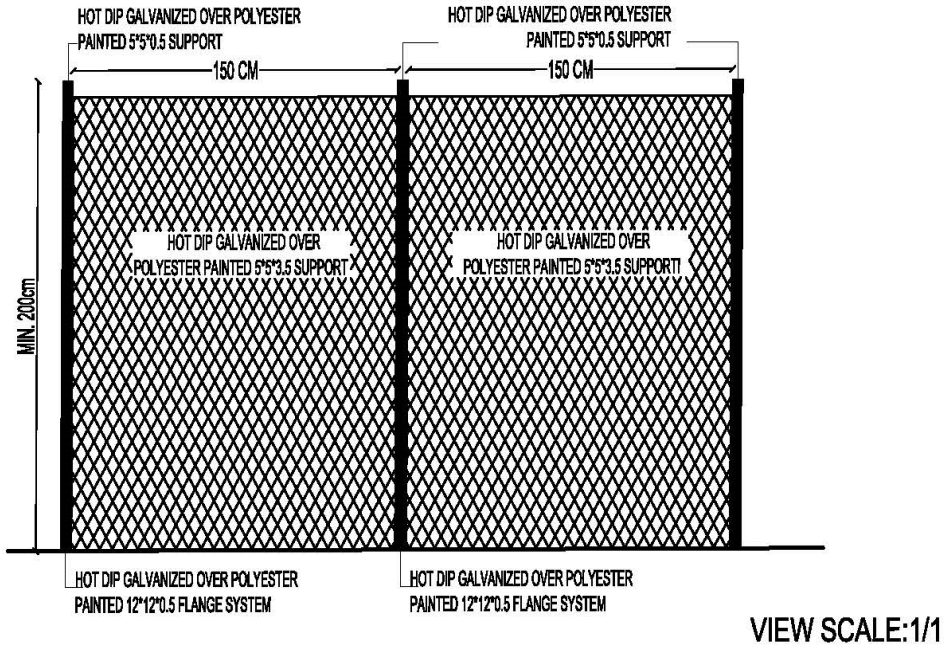 HOT DIP GALVANIZED OVER POLYESTER
PAINTED 5*5*0.5 SUPPORT
HOT DIP GALVANIZED OVER POLYESTER
PAINTED 5*5*0.5 SUPPORT
150 CM
150 CM
MIN. 200cm
HOT DIP GALVANIZED OVER
POLYESTER PAINTED 5*5*3.5 SUPPORT
HOT DIP GALVANIZED OVER
POLYESTER PAINTED 5*5*3.5 SUPPORTI
HOT DIP GALVANIZED OVER POLYESTER
PAINTED 12*12*0.5 FLANGE SYSTEM
HOT DIP GALVANIZED OVER POLYESTER
PAINTED 12*12*0.5 FLANGE SYSTEM
VIEW SCALE:1/1